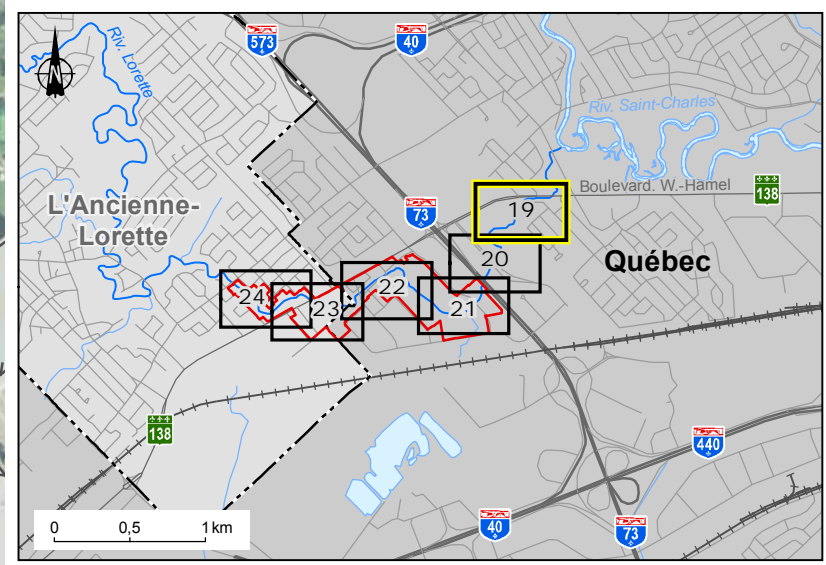 573
40
Riv. Lorette
Riv. Saint-Charles
Boulevard. W.-Hamel
138
L'Ancienne-
Lorette
73
19
Québec
20
24
23
22
21
138
440
0 0,5 1 km
40
73